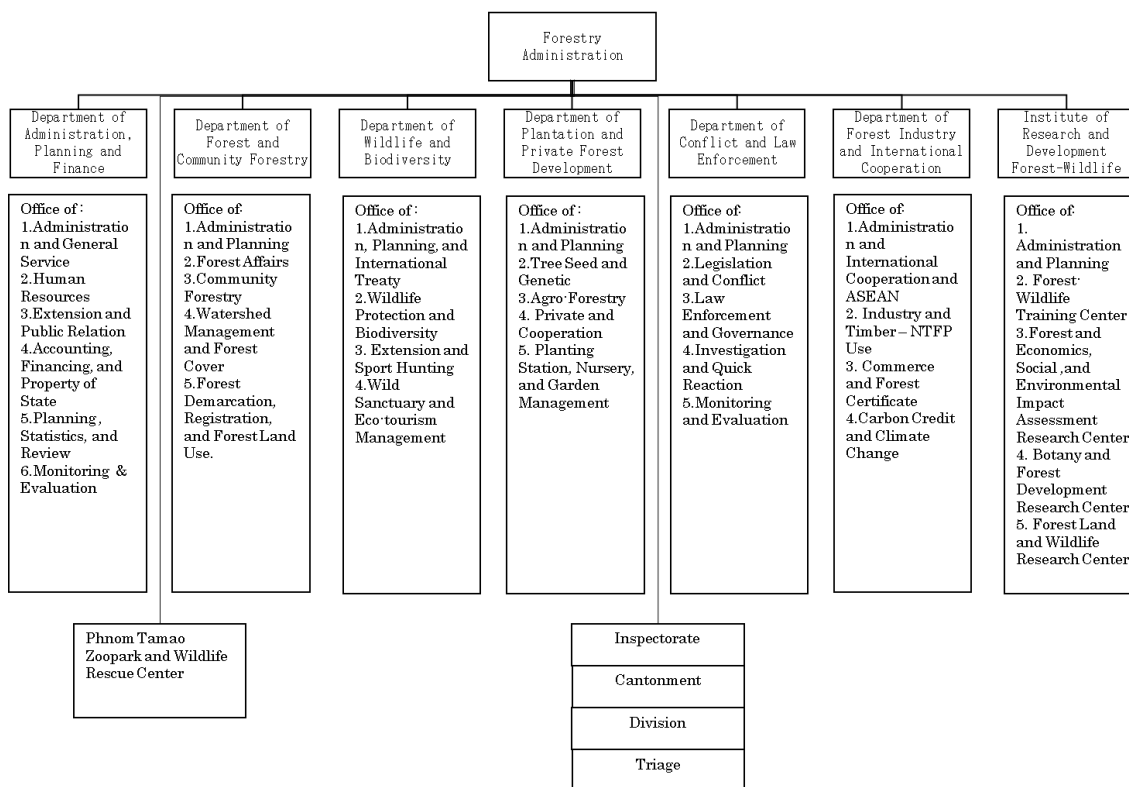 Forestry
Administration
Department of
Administration,
Planning and
Finance
Department of
Forest and
Community Forestry
Department of
Wildlife and
Biodiversity
Department of
Plantation and
Private Forest
Development
Department of
Conflict and Law
Enforcement
Department of
Forest Industry
and International
Cooperation
Institute of
Research and
Development
Forest-Wildlife
Office of :
1.Administratio
n and General
Service
2.Human
Resources
3.Extension and
Public Relation
4.Accounting,
Financing, and
Property of
State
5.Planning,
Statistics, and
Review
6.Monitoring &
Evaluation
Office of:
1.Administratio
n and Planning
2.Forest Affairs
3.Community
Forestry
4.Watershed
Management
and Forest
Cover
5.Forest
Demarcation,
Registration,
and Forest Land
Use.
Office of :
1.Administratio
n, Planning, and
International
Treaty
2.Wildlife
Protection and
Biodiversity
3. Extension and
Sport Hunting
4.Wild
Sanctuary and
Eco-tourism
Management
Office of :
1.Administratio
n and Planning
2.Tree Seed and
Genetic
3.Agro-Forestry
4. Private and
Cooperation
5. Planting
Station, Nursery,
and Garden
Management
Office of:
1.Administratio
n and Planning
2.Legislation
and Conflict
3.Law
Enforcement
and Governance
4.Investigation
and Quick
Reaction
5.Monitoring
and Evaluation
Office of:
1.Administratio
n and
International
Cooperation and
ASEAN
2. Industry and
Timber – NTFP
Use
3. Commerce
and Forest
Certificate
4.Carbon Credit
and Climate
Change
Office of:
1.
Administration
and Planning
2. Forest-
Wildlife
Training Center
3.Forest and
Economics,
Social ,and
Environmental
Impact
Assessment
Research Center
4. Botany and
Forest
Development
Research Center
5. Forest Land
and Wildlife
Research Center
Phnom Tamao
Zoopark and Wildlife
Rescue Center
Inspectorate
Cantonment
Division
Triage